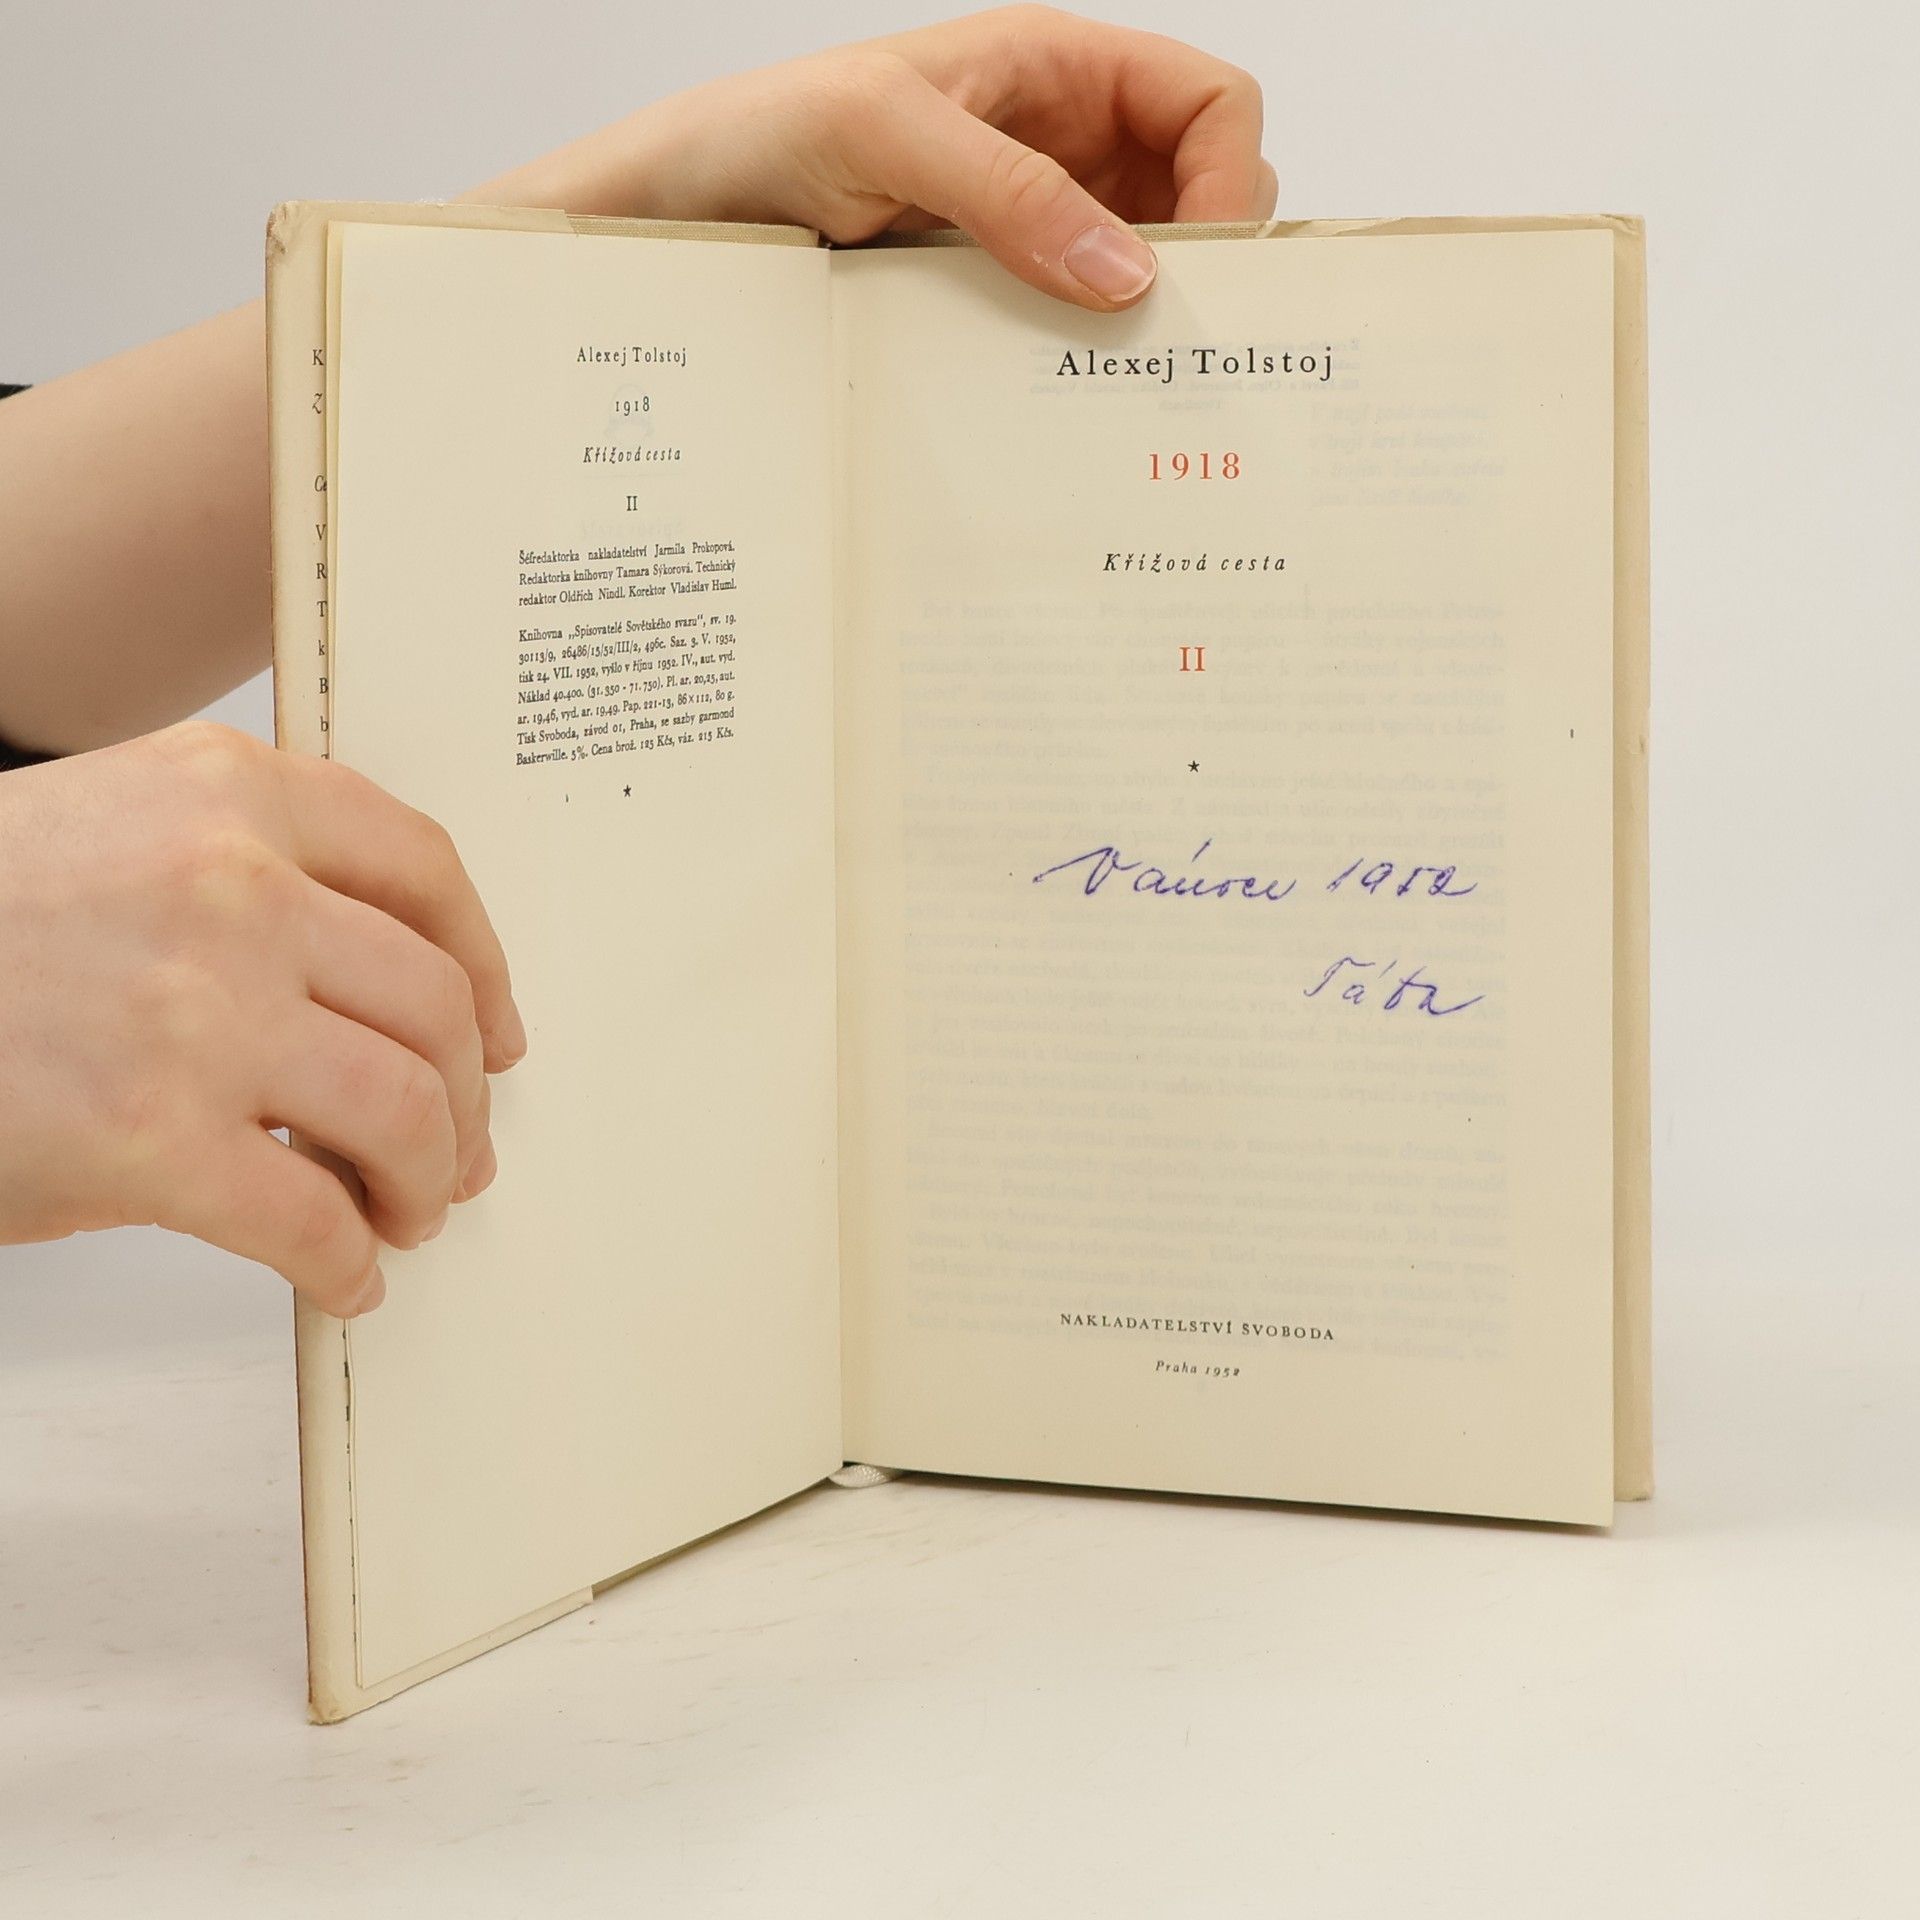 Alexej Tolstoj
1918
Křížová cesta
II
Šéfredaktorka nakladatelství Jarmila Prokopová.
Redaktorka knihovny Tamara Sýkorová. Technický
redaktor Oldřich Nindl. Korektor Vladislav Huml.
Knihovna „Spisovatelé Sovětského svazu", sv. 19.
30113/9, 26486/15/52/III/2, 496c. Saz. 3. V. 1952,
tisk 24. VII. 1952, vyšlo v říjnu 1952. IV., aut. vyd.
Náklad 40.400. (31.350 - 71.750). Pl. ar. 20,25, aut.
ar. 19,46, vyd. ar. 19,49. Pap. 221-13, 86×112, 80 g.
Tisk Svoboda, závod 01, Praha, se sazby garmond
Baskerwille. 5%. Cena brož. 125 Kčs, váz. 215 Kčs.
Alexej Tolstoj
1918
Křížová cesta
II
Vánoce 1952
Táta
NAKLADATELSTVÍ SVOBODA
Praha 1952